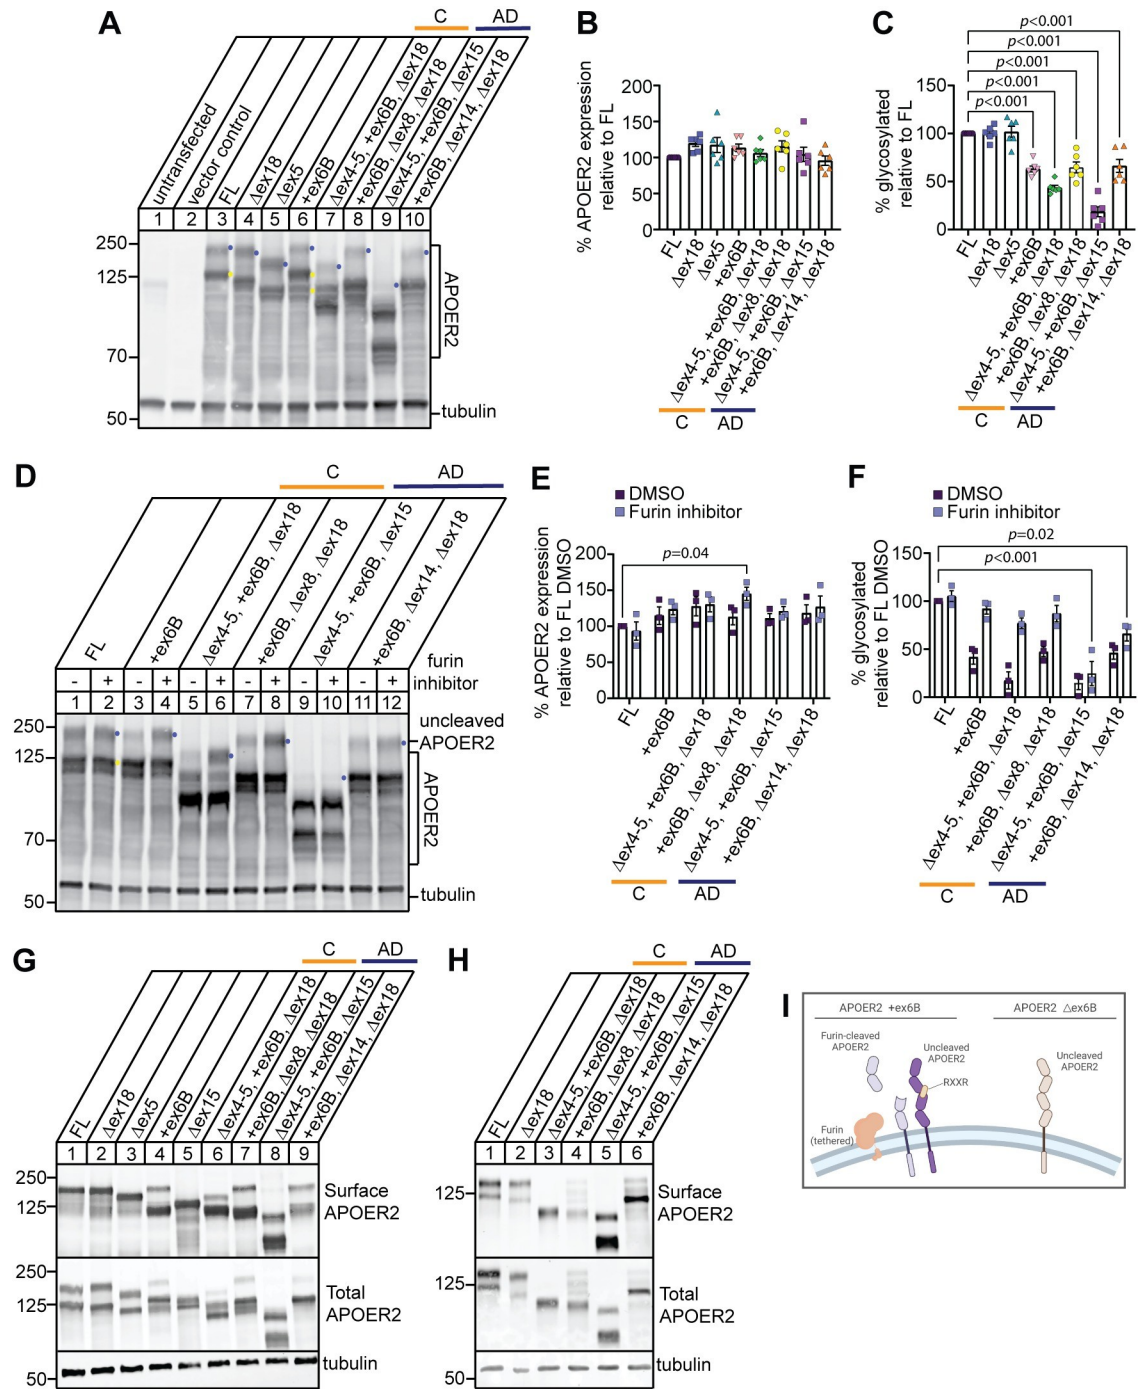 A
C
AD
untransfected
vector control
FL
Δex18
Δex5
+ex6B
Δex4-5, +ex6B, Δex18
+ex6B, Δex8, Δex18
Δex4-5, +ex6B, Δex15
+ex6B, Δex14, Δex18
1 2 3 4 5 6 7 8 9 10
250
125
70
50
APOER2
tubulin
B
% APOER2 expression
relative to FL
200
150
100
50
0
FL
Δex18
Δex5
+ex6B
Δex4-5, +ex6B, Δex18
+ex6B, Δex8, Δex18
Δex4-5, +ex6B, Δex15
+ex6B, Δex14, Δex18
C
AD
C
p<0.001
p<0.001
p<0.001
p<0.001
p<0.001
% glycosylated
relative to FL
150
100
50
0
FL
Δex18
Δex5
+ex6B
Δex4-5, +ex6B, Δex18
+ex6B, Δex8, Δex18
Δex4-5, +ex6B, Δex15
+ex6B, Δex14, Δex18
C
AD
D
C
AD
FL
+ex6B
Δex4-5, +ex6B, Δex18
+ex6B, Δex8, Δex18
Δex4-5, +ex6B, Δex15
+ex6B, Δex14, Δex18
furin
inhibitor
- + - + - + - + - + - +
1 2 3 4 5 6 7 8 9 10 11 12
250
125
70
50
uncleaved
APOER2
APOER2
tubulin
E
DMSO
Furin inhibitor
p=0.04
% APOER2 expression
relative to FL DMSO
200
150
100
50
0
FL
+ex6B
Δex4-5, +ex6B, Δex18
+ex6B, Δex8, Δex18
Δex4-5, +ex6B, Δex15
+ex6B, Δex14, Δex18
C
AD
F
DMSO
Furin inhibitor
p=0.02
p<0.001
% glycosylated
relative to FL DMSO
150
100
50
0
FL
+ex6B
Δex4-5, +ex6B, Δex18
+ex6B, Δex8, Δex18
Δex4-5, +ex6B, Δex15
+ex6B, Δex14, Δex18
C
AD
G
C
AD
FL
Δex18
Δex5
+ex6B
Δex15
Δex4-5, +ex6B, Δex18
+ex6B, Δex8, Δex18
Δex4-5, +ex6B, Δex15
+ex6B, Δex14, Δex18
1 2 3 4 5 6 7 8 9
250
125
Surface
APOER2
250
125
Total
APOER2
50
tubulin
H
C
AD
FL
Δex18
Δex4-5, +ex6B, Δex18
+ex6B, Δex8, Δex18
Δex4-5, +ex6B, Δex15
+ex6B, Δex14, Δex18
1 2 3 4 5 6
125
Surface
APOER2
125
Total
APOER2
50
tubulin
I
APOER2 +ex6B
APOER2 △ex6B
Furin-cleaved
APOER2
Uncleaved
APOER2
RXXR
Furin
(tethered)
Uncleaved
APOER2